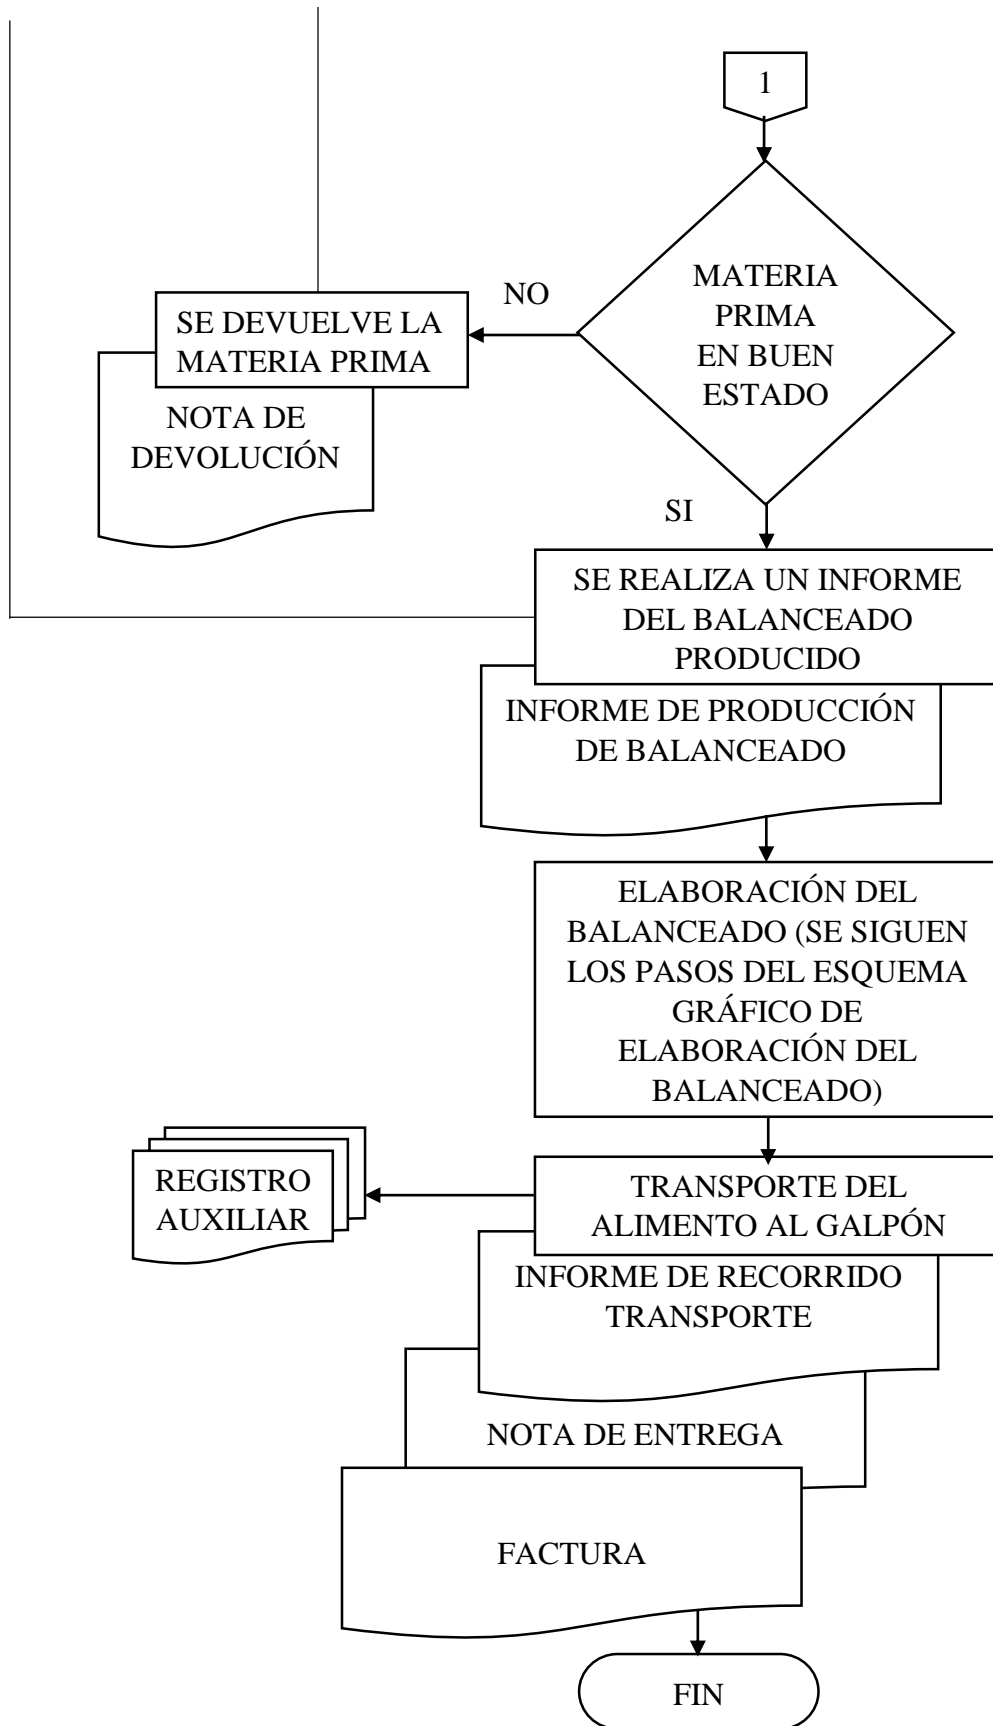 1
MATERIA
PRIMA
EN BUEN
ESTADO
NO
SE DEVUELVE LA
MATERIA PRIMA
NOTA DE
DEVOLUCIÓN
SI
SE REALIZA UN INFORME
DEL BALANCEADO
PRODUCIDO
INFORME DE PRODUCCIÓN
DE BALANCEADO
ELABORACIÓN DEL
BALANCEADO (SE SIGUEN
LOS PASOS DEL ESQUEMA
GRÁFICO DE
ELABORACIÓN DEL
BALANCEADO)
REGISTRO
AUXILIAR
TRANSPORTE DEL
ALIMENTO AL GALPÓN
INFORME DE RECORRIDO
TRANSPORTE
NOTA DE ENTREGA
FACTURA
FIN